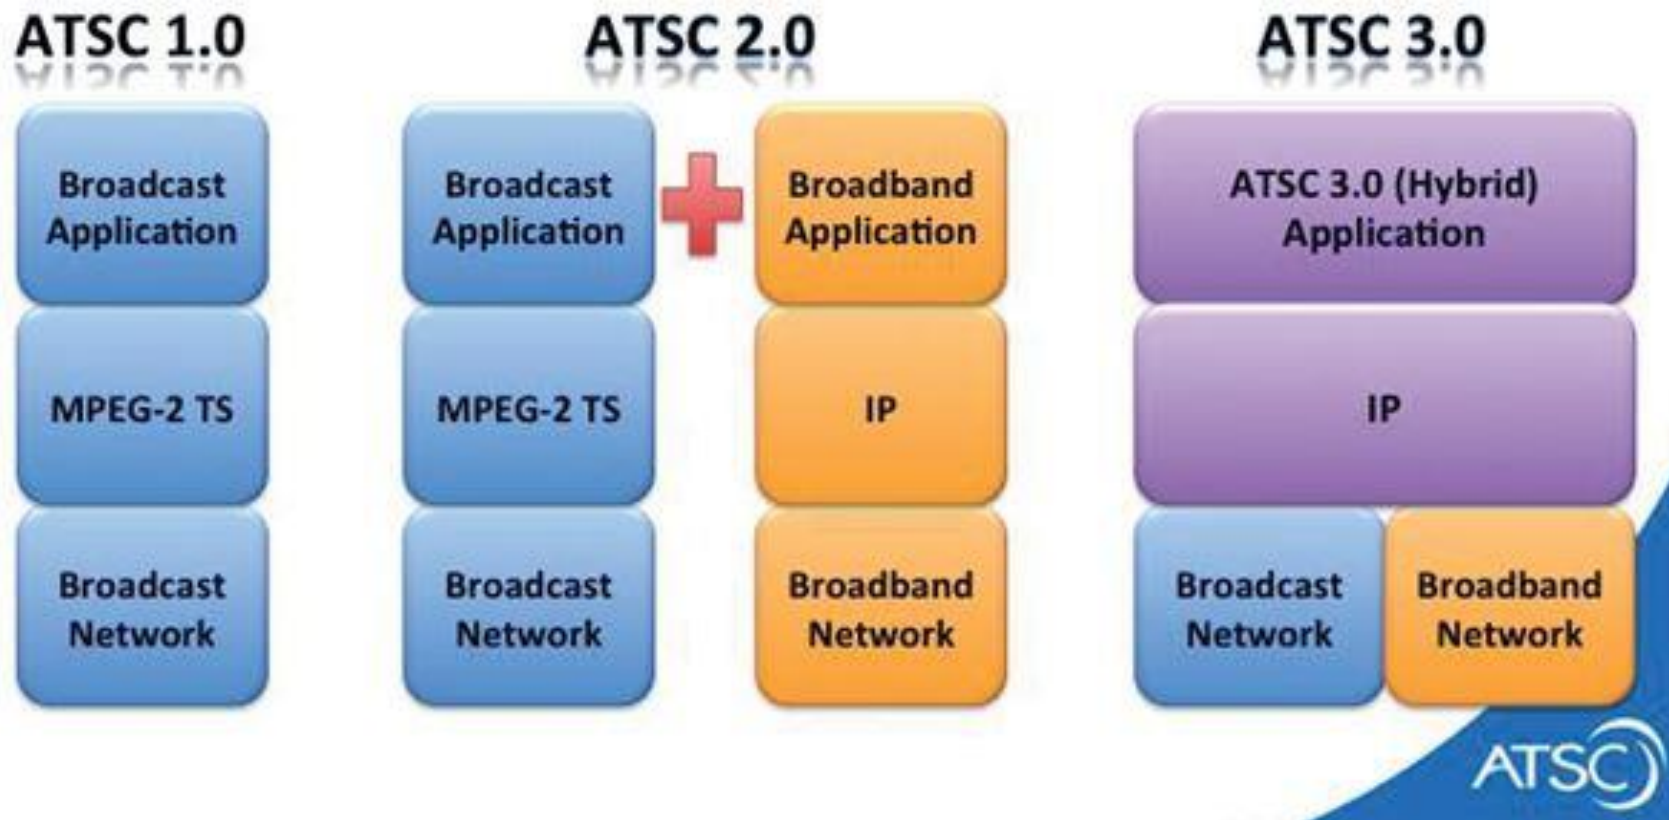 ATSC 1.0
ATSC 2.0
ATSC 3.0
Broadcast
Application
MPEG-2 TS
Broadcast
Network
Broadcast
Application
MPEG-2 TS
Broadcast
Network
Broadband
Application
IP
Broadband
Network
ATSC 3.0 (Hybrid)
Application
IP
Broadcast
Network
Broadband
Network
ATSC